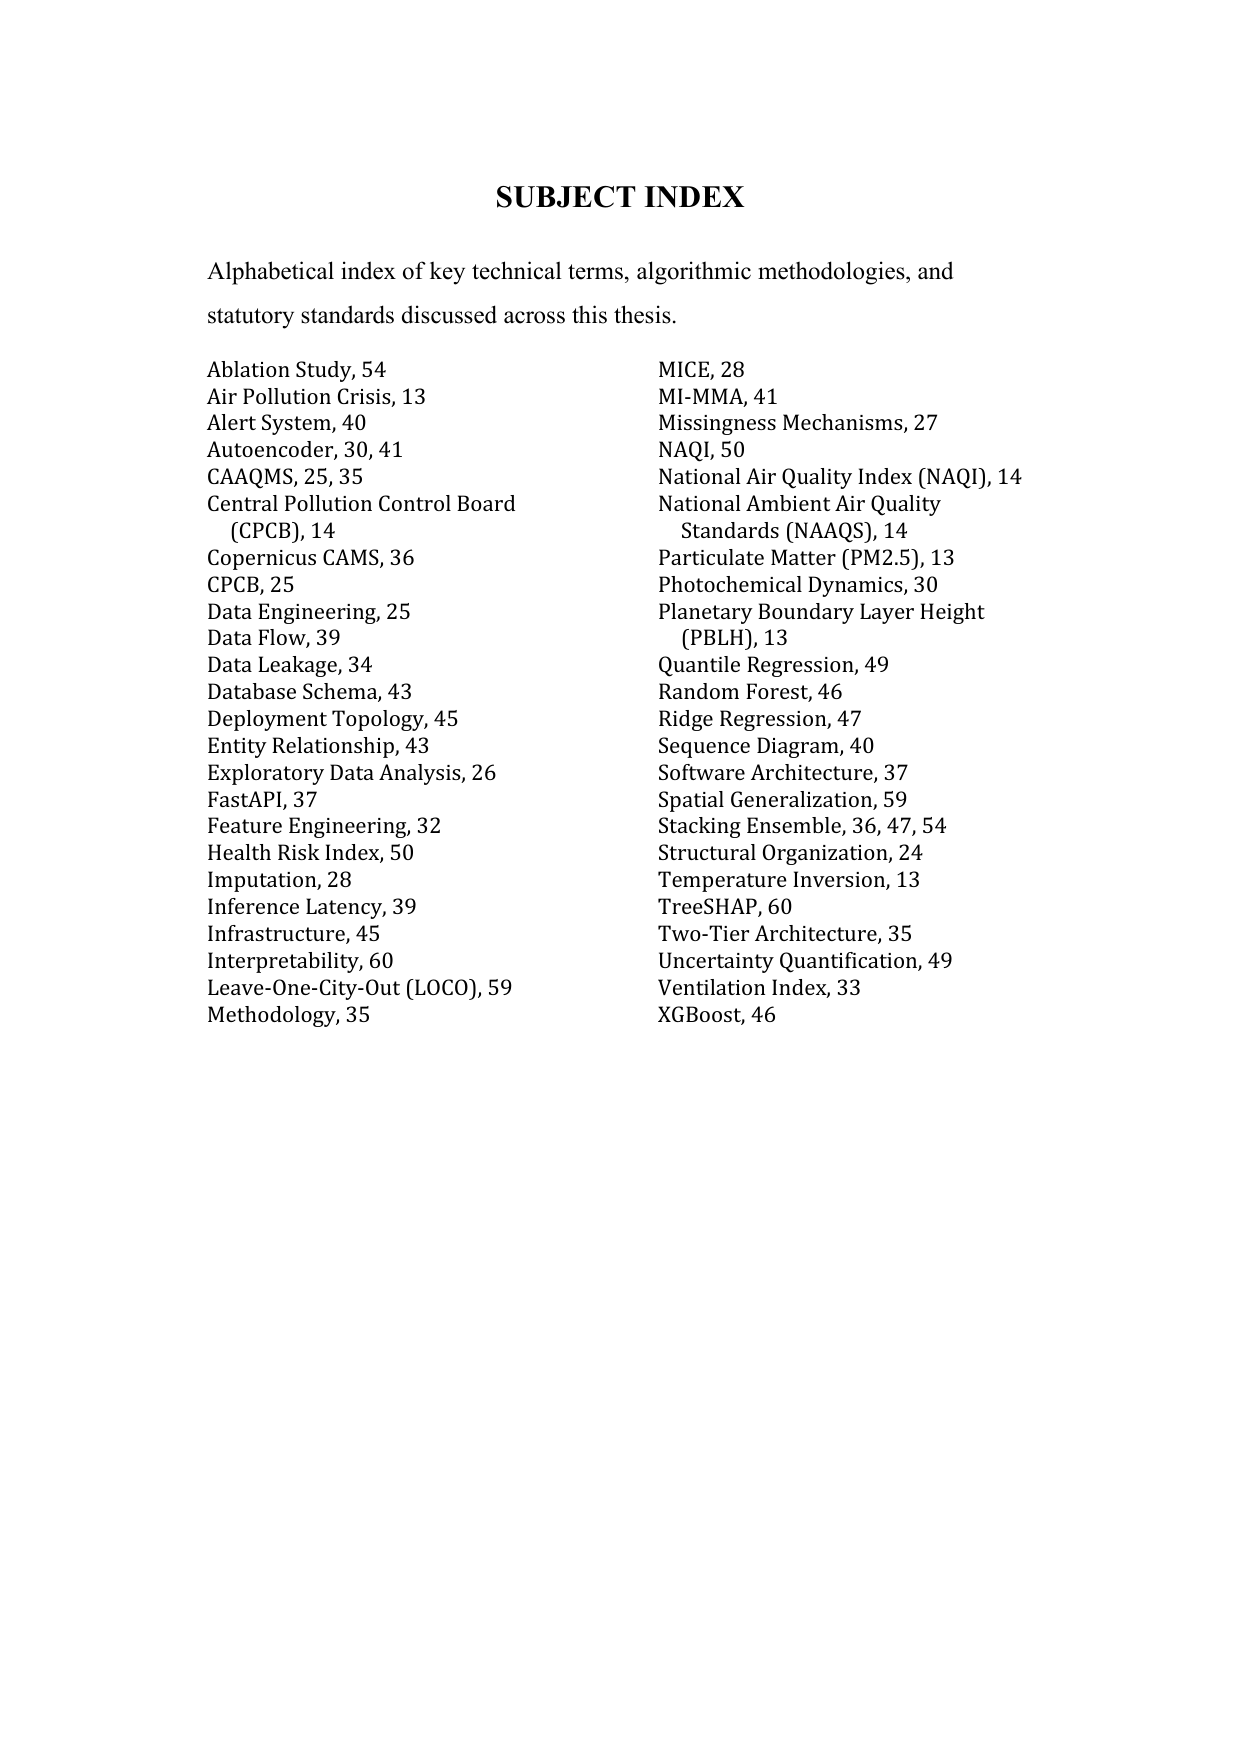 SUBJECT INDEX
Alphabetical index of key technical terms, algorithmic methodologies, and
statutory standards discussed across this thesis.
Ablation Study, 54
Air Pollution Crisis, 13
Alert System, 40
Autoencoder, 30, 41
CAAQMS, 25, 35
Central Pollution Control Board
(CPCB), 14
Copernicus CAMS, 36
CPCB, 25
Data Engineering, 25
Data Flow, 39
Data Leakage, 34
Database Schema, 43
Deployment Topology, 45
Entity Relationship, 43
Exploratory Data Analysis, 26
FastAPI, 37
Feature Engineering, 32
Health Risk Index, 50
Imputation, 28
Inference Latency, 39
Infrastructure, 45
Interpretability, 60
Leave-One-City-Out (LOCO), 59
Methodology, 35
MICE, 28
MI-MMA, 41
Missingness Mechanisms, 27
NAQI, 50
National Air Quality Index (NAQI), 14
National Ambient Air Quality
Standards (NAAQS), 14
Particulate Matter (PM2.5), 13
Photochemical Dynamics, 30
Planetary Boundary Layer Height
(PBLH), 13
Quantile Regression, 49
Random Forest, 46
Ridge Regression, 47
Sequence Diagram, 40
Software Architecture, 37
Spatial Generalization, 59
Stacking Ensemble, 36, 47, 54
Structural Organization, 24
Temperature Inversion, 13
TreeSHAP, 60
Two-Tier Architecture, 35
Uncertainty Quantification, 49
Ventilation Index, 33
XGBoost, 46